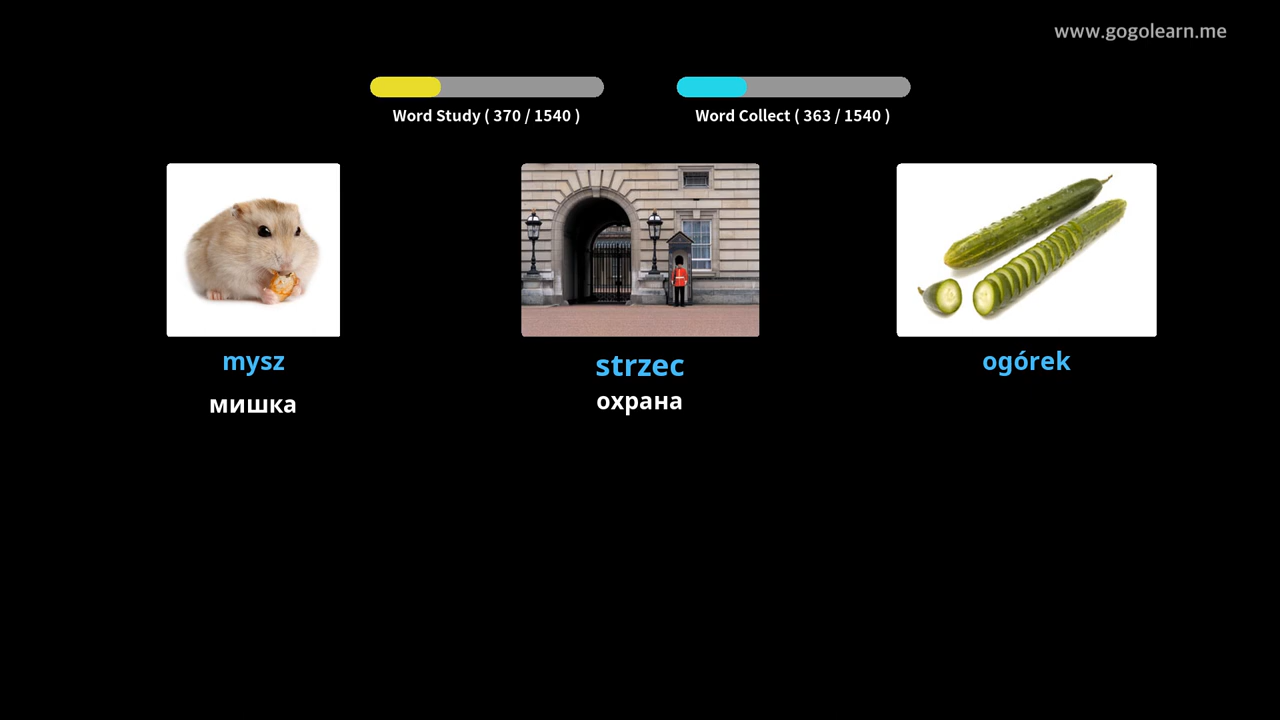 www.gogolearn.me
Word Study ( 370 / 1540 )
Word Collect ( 363 / 1540 )
mysz
strzec
ogórek
мишка
охрана